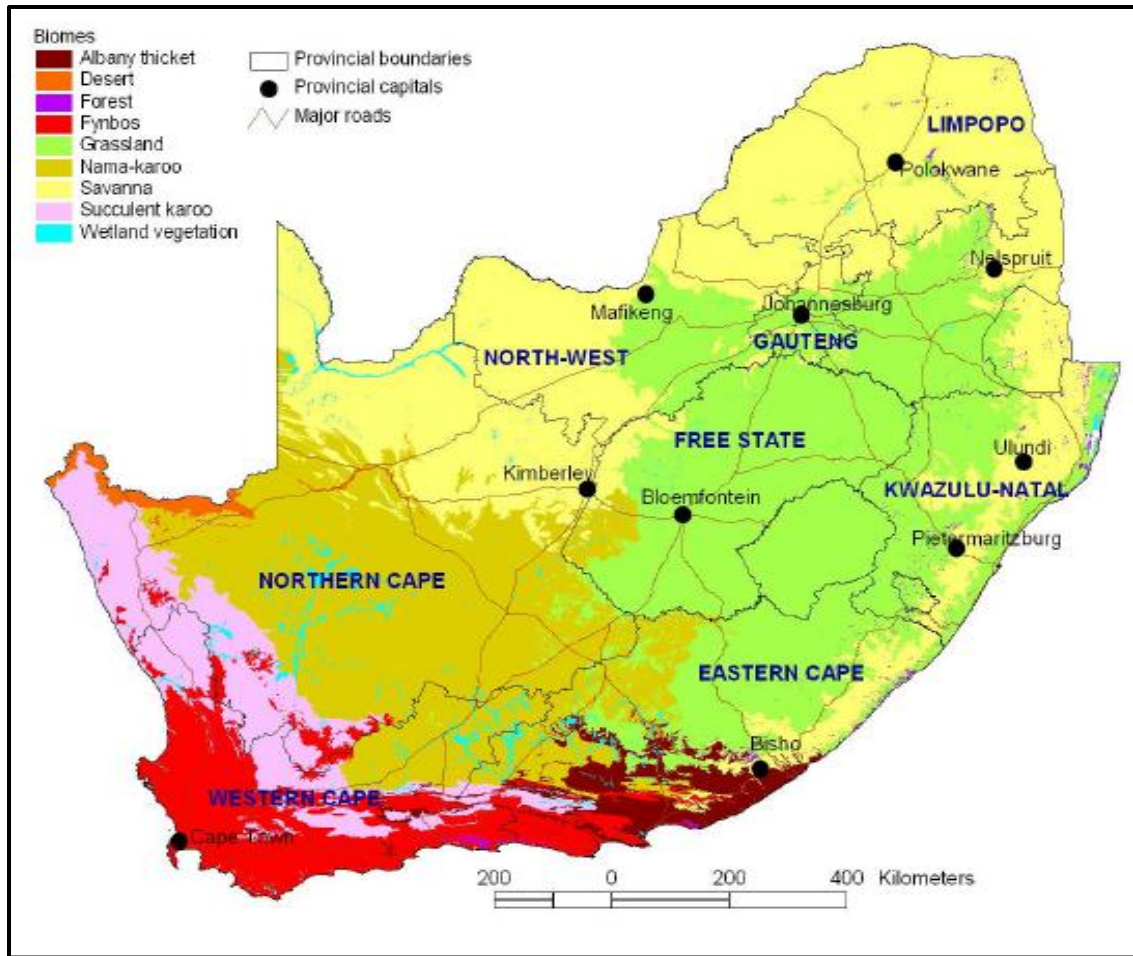 Biomes
Albany thicket
Desert
Forest
Fynbos
Grassland
Nama-karoo
Savanna
Succulent karoo
Wetland vegetation
Provincial boundaries
Provincial capitals
Major roads
LIMPOPO
Polokwane
Nelspruit
Mafikeng
Johannesburg
GAUTENG
NORTH-WEST
FREE STATE
Kimberley
Ulundi
Bloemfontein
KWAZULU-NATAL
Pietermaritzburg
NORTHERN CAPE
EASTERN CAPE
Bisho
WESTERN CAPE
Cape Town
200 0 200 400 Kilometers